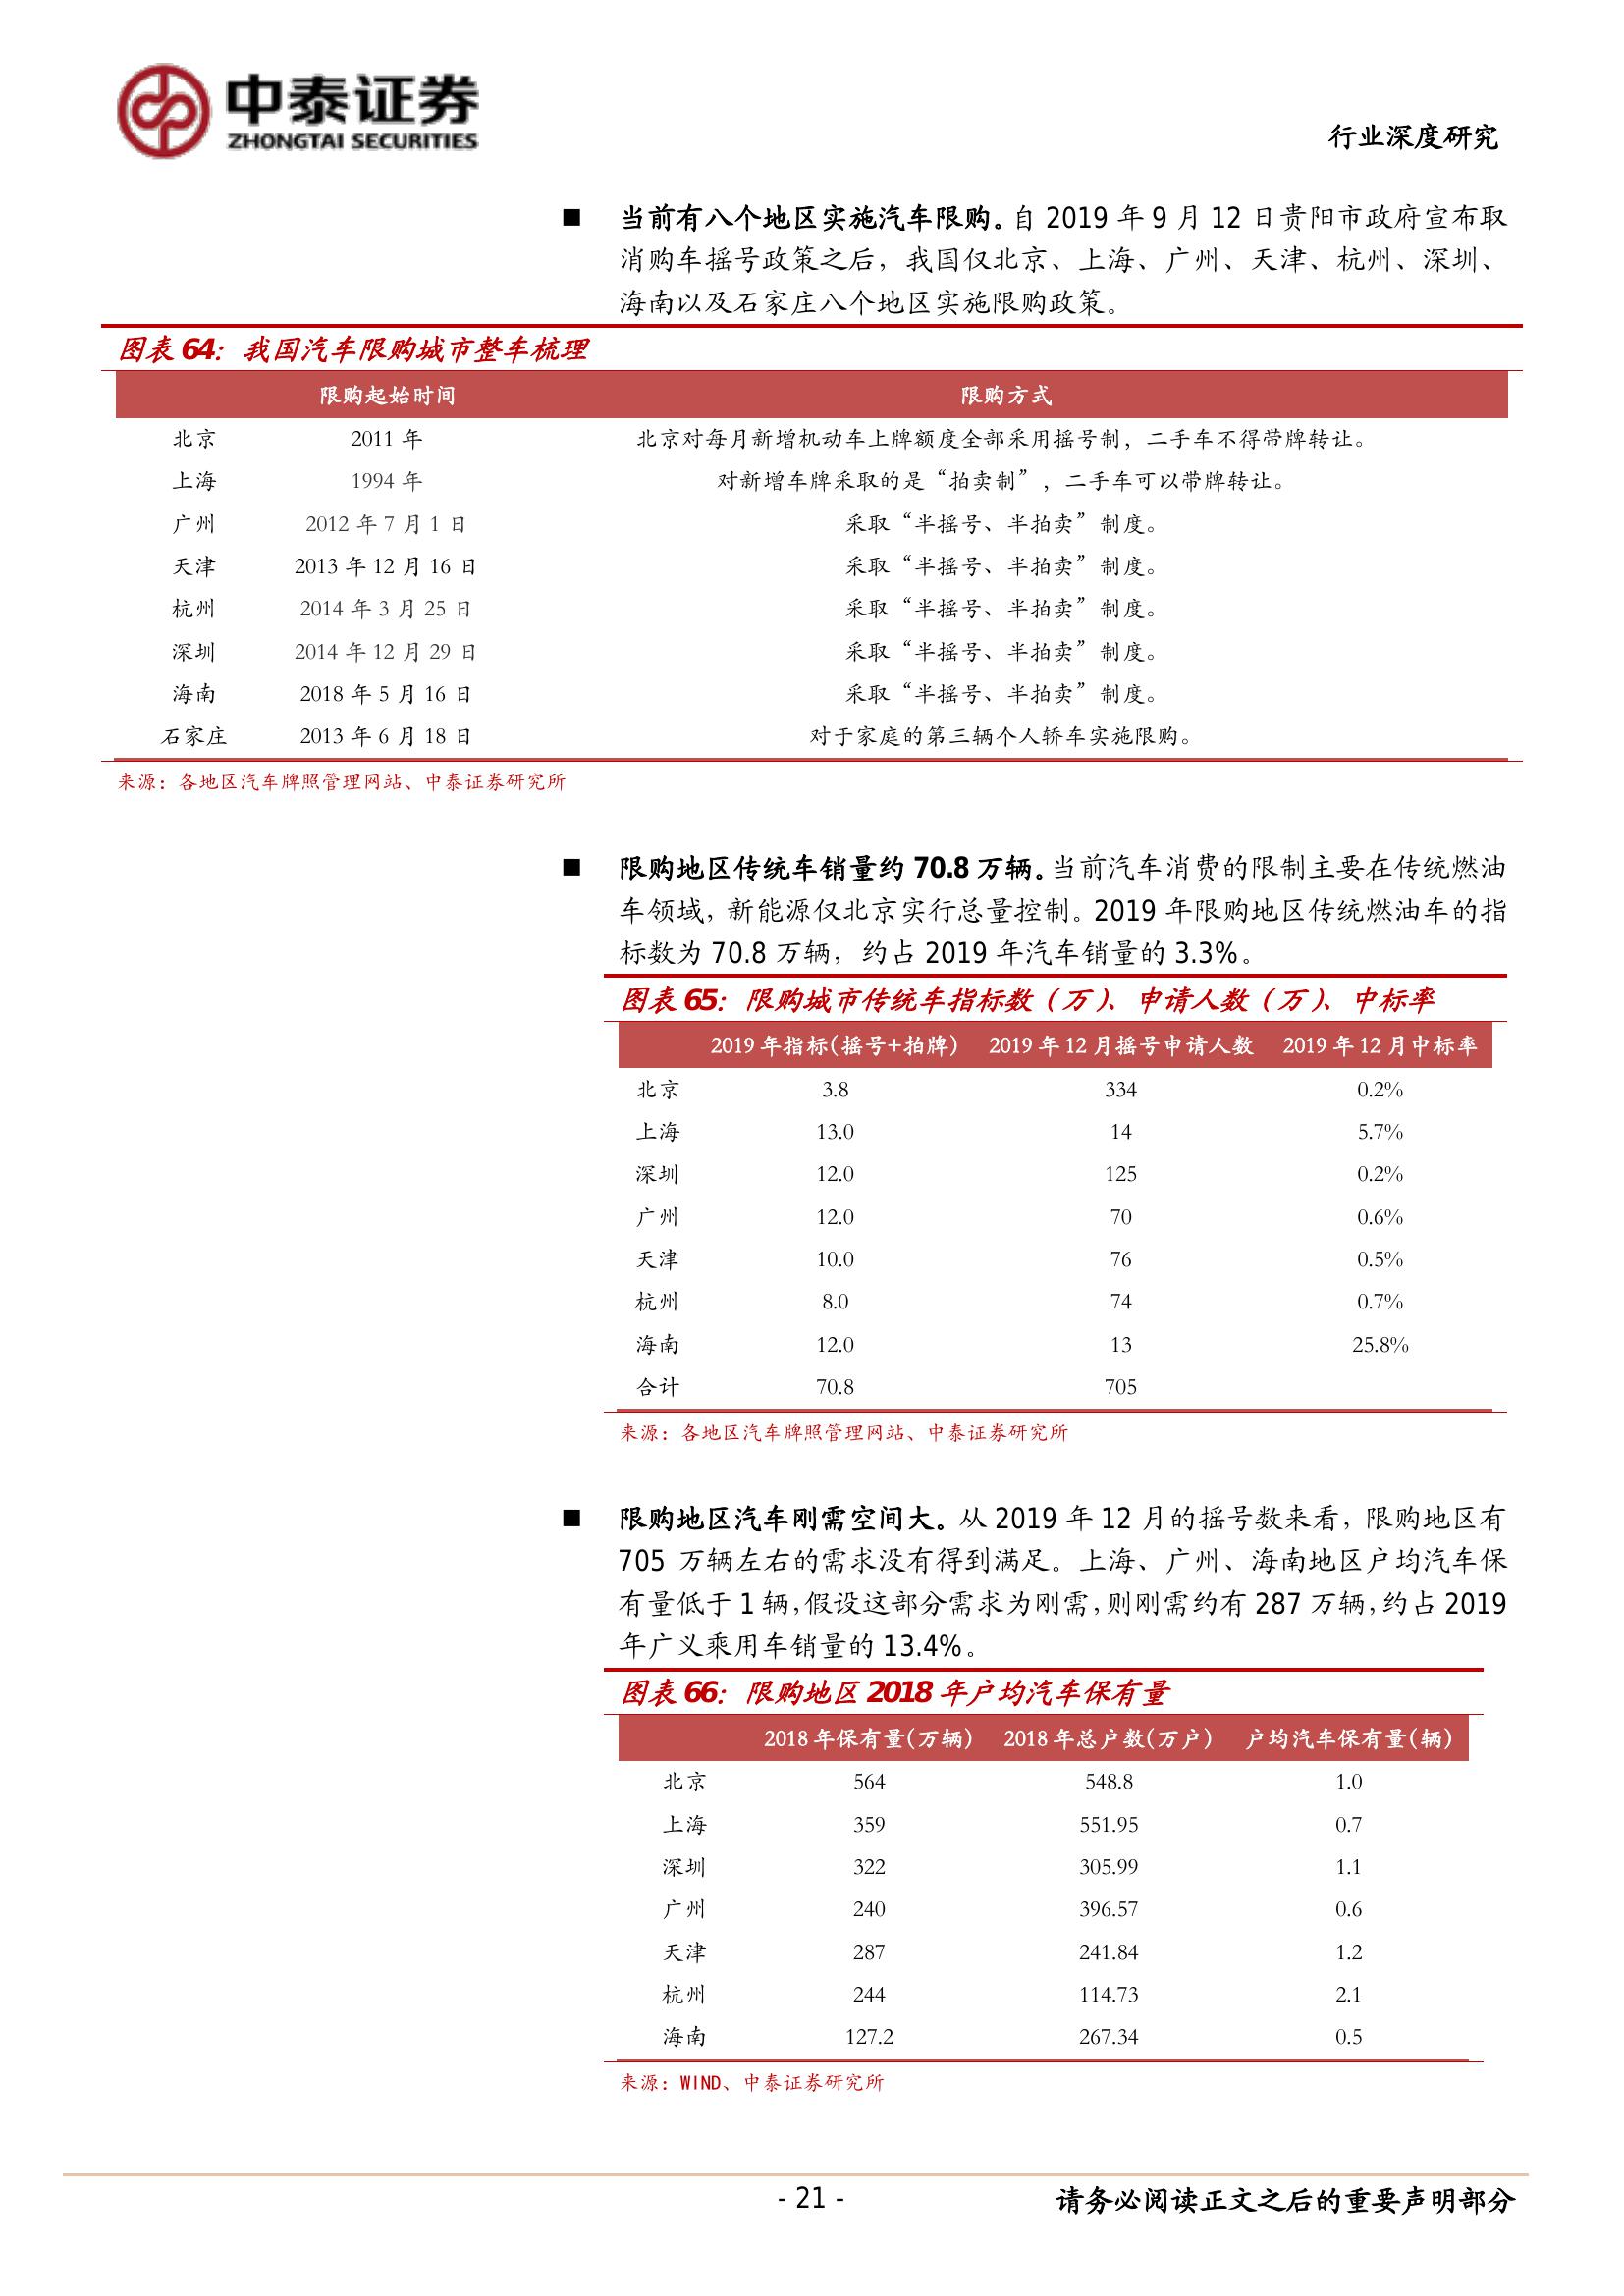 中泰证券
ZHONGTAI SECURITIES
行业深度研究
■ 当前有八个地区实施汽车限购。自 2019 年 9 月 12 日贵阳市政府宣布取
消购车摇号政策之后，我国仅北京、上海、广州、天津、杭州、深圳、
海南以及石家庄八个地区实施限购政策。
图表 64：我国汽车限购城市整车梳理
限购起始时间 限购方式
北京 2011 年 北京对每月新增机动车上牌额度全部采用摇号制，二手车不得带牌转让。
上海 1994 年 对新增车牌采取的是“拍卖制”，二手车可以带牌转让。
广州 2012 年 7 月 1 日 采取“半摇号、半拍卖”制度。
天津 2013 年 12 月 16 日 采取“半摇号、半拍卖”制度。
杭州 2014 年 3 月 25 日 采取“半摇号、半拍卖”制度。
深圳 2014 年 12 月 29 日 采取“半摇号、半拍卖”制度。
海南 2018 年 5 月 16 日 采取“半摇号、半拍卖”制度。
石家庄 2013 年 6 月 18 日 对于家庭的第三辆个人轿车实施限购。
来源：各地区汽车牌照管理网站、中泰证券研究所
■ 限购地区传统车销量约 70.8 万辆。当前汽车消费的限制主要在传统燃油
车领域，新能源仅北京实行总量控制。2019 年限购地区传统燃油车的指
标数为 70.8 万辆，约占 2019 年汽车销量的 3.3%。
图表 65：限购城市传统车指标数（万）、申请人数（万）、中标率
2019 年指标(摇号+拍牌) 2019 年 12 月摇号申请人数 2019 年 12 月中标率
北京 3.8 334 0.2%
上海 13.0 14 5.7%
深圳 12.0 125 0.2%
广州 12.0 70 0.6%
天津 10.0 76 0.5%
杭州 8.0 74 0.7%
海南 12.0 13 25.8%
合计 70.8 705
来源：各地区汽车牌照管理网站、中泰证券研究所
■ 限购地区汽车刚需空间大。从 2019 年 12 月的摇号数来看，限购地区有
705 万辆左右的需求没有得到满足。上海、广州、海南地区户均汽车保
有量低于 1 辆，假设这部分需求为刚需，则刚需约有 287 万辆，约占 2019
年广义乘用车销量的 13.4%。
图表 66：限购地区 2018 年户均汽车保有量
2018 年保有量(万辆) 2018 年总户数(万户) 户均汽车保有量(辆)
北京 564 548.8 1.0
上海 359 551.95 0.7
深圳 322 305.99 1.1
广州 240 396.57 0.6
天津 287 241.84 1.2
杭州 244 114.73 2.1
海南 127.2 267.34 0.5
来源：WIND、中泰证券研究所
- 21 - 请务必阅读正文之后的重要声明部分